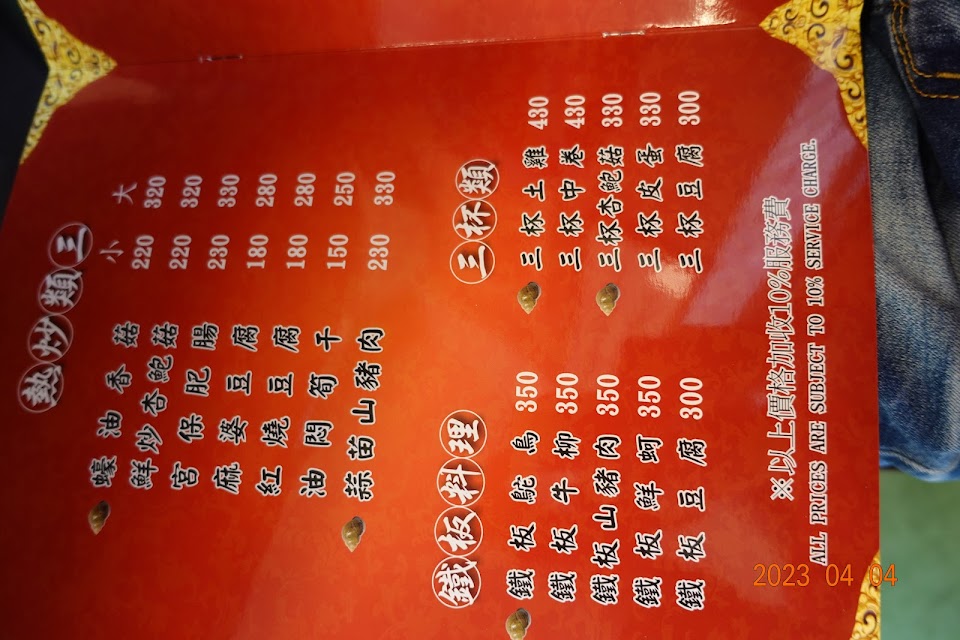 熱炒類三
小 大
蠔油香菇 220 320
鮮炒杏鮑菇 220 320
宮保肥腸 230 330
麻婆豆腐 180 280
紅燒豆腐 180 280
油悶筍干 150 250
蒜苗山豬肉 230 330
鐵板料理
鐵板鴕鳥 350
鐵板牛柳 350
鐵板山豬肉 350
鐵板鮮蚵 350
鐵板豆腐 300
三杯類
三杯土雞 430
三杯中卷 430
三杯杏鮑菇 330
三杯皮蛋 330
三杯豆腐 300
※以上價格加收10%服務費
ALL PRICES ARE SUBJECT TO 10% SERVICE CHARGE.
2023 04 04